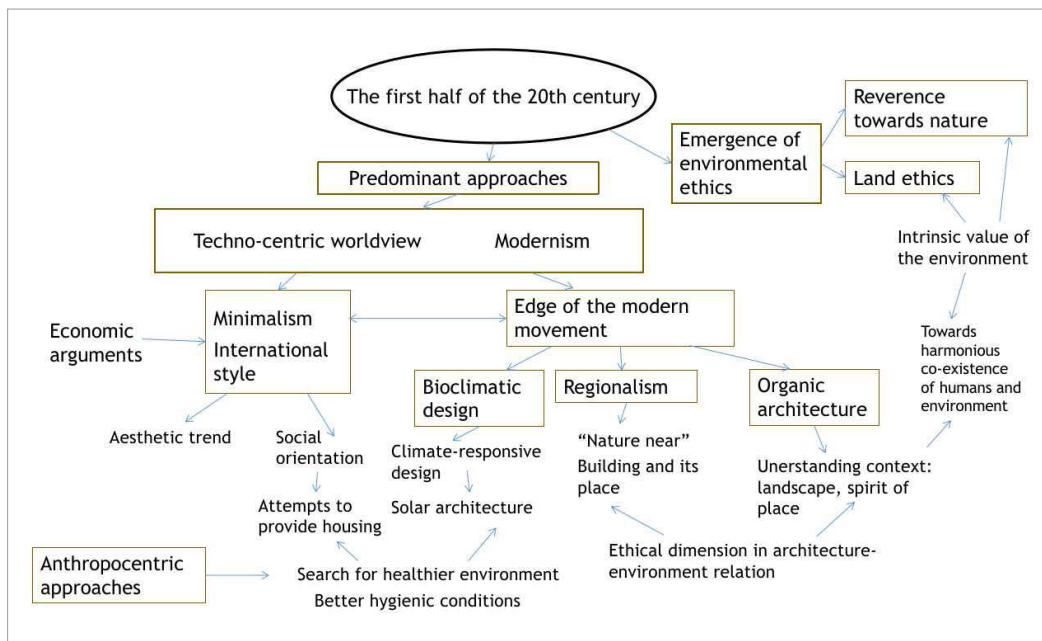 The first half of the 20th century
Reverence
towards nature
Emergence of
environmental
ethics
Predominant approaches
Land ethics
Techno-centric worldview
Modernism
Intrinsic value of
the environment
Economic
arguments
Minimalism
International
style
Edge of the modern
movement
Towards
harmonious
co-existence
of humans and
environment
Bioclimatic
design
Regionalism
Organic
architecture
Aesthetic trend
Social
orientation
Climate-responsive
design
“Nature near”
Building and its
place
Unerstanding context:
landscape, spirit of
place
Attempts to
provide housing
Solar architecture
Ethical dimension in architecture-
environment relation
Anthropocentric
approaches
Search for healthier environment
Better hygienic conditions